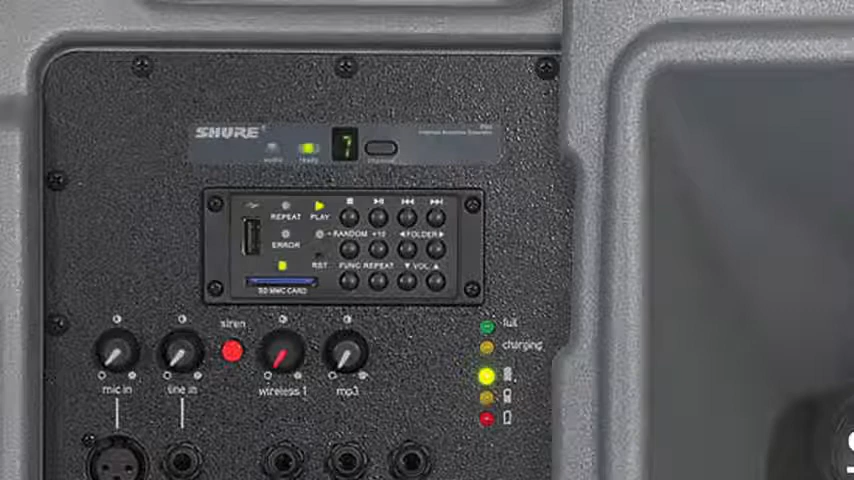 SHURE
audio
ready
7
channel
REPEAT
PLAY
ERROR
RANDOM +10
◄FOLDER►
RST
FUNC REPEAT
▼ VOL ▲
SD MMC CARD
siren
full
charging
mic in
line in
wireless 1
mp3